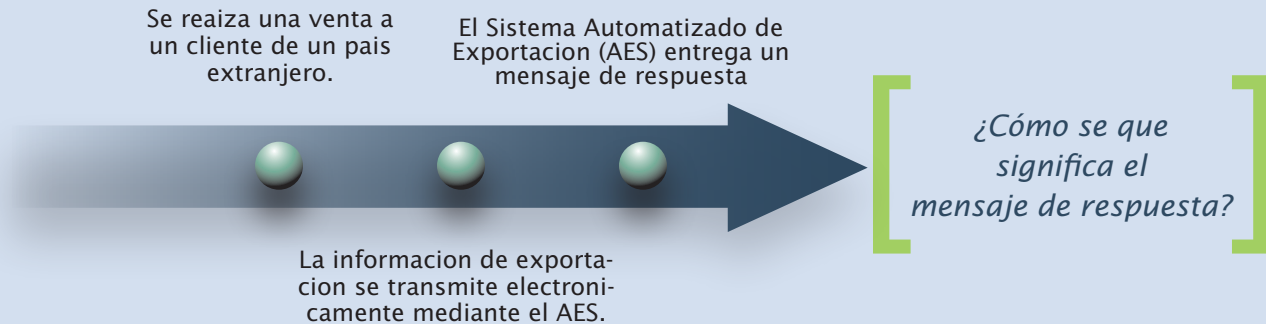 Se reaiza una venta a
un cliente de un pais
extranjero.
El Sistema Automatizado de
Exportacion (AES) entrega un
mensaje de respuesta
La informacion de exporta-
cion se transmite electroni-
camente mediante el AES.
¿Cómo se que
significa el
mensaje de respuesta?